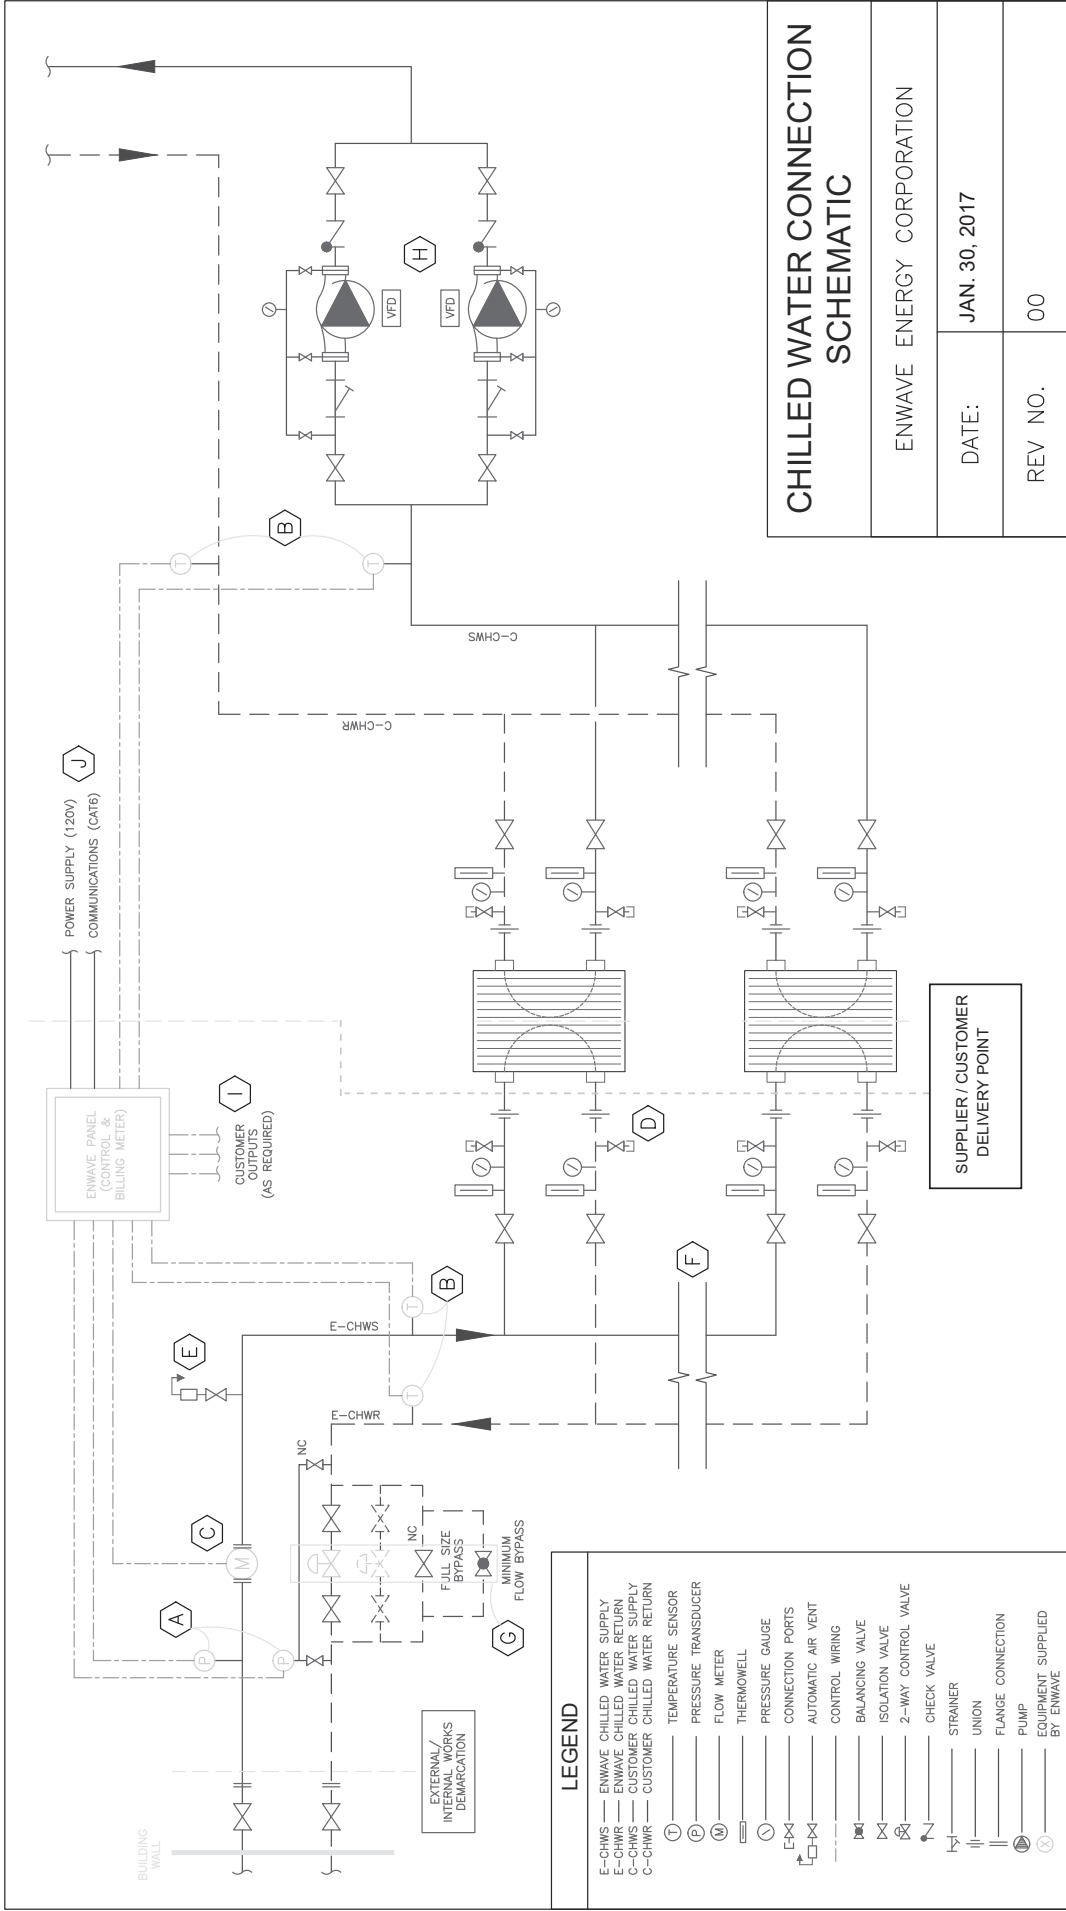 CHILLED WATER CONNECTION
SCHEMATIC
ENWAVE ENERGY CORPORATION
DATE: JAN. 30, 2017
REV NO. 00
BUILDING
WALL
EXTERNAL/
INTERNAL WORKS
DEMARCATION
A
P
P
C
M
E
E-CHWS
E-CHWR
NC
NC
FULL SIZE
BYPASS
MINIMUM
FLOW BYPASS
G
T
T
B
ENWAVE PANEL
(CONTROL &
BILLING METER)
CUSTOMER
OUTPUTS
(AS REQUIRED)
I
POWER SUPPLY (120V)
COMMUNICATIONS (CAT6)
J
D
F
SUPPLIER / CUSTOMER
DELIVERY POINT
C-CHWR
C-CHWS
T
T
B
VFD
VFD
H
LEGEND
E-CHWS ENWAVE CHILLED WATER SUPPLY
E-CHWR ENWAVE CHILLED WATER RETURN
C-CHWS CUSTOMER CHILLED WATER SUPPLY
C-CHWR CUSTOMER CHILLED WATER RETURN
T TEMPERATURE SENSOR
P PRESSURE TRANSDUCER
M FLOW METER
THERMOWELL
PRESSURE GAUGE
CONNECTION PORTS
AUTOMATIC AIR VENT
CONTROL WIRING
BALANCING VALVE
ISOLATION VALVE
2-WAY CONTROL VALVE
CHECK VALVE
STRAINER
UNION
FLANGE CONNECTION
PUMP
X EQUIPMENT SUPPLIED
BY ENWAVE